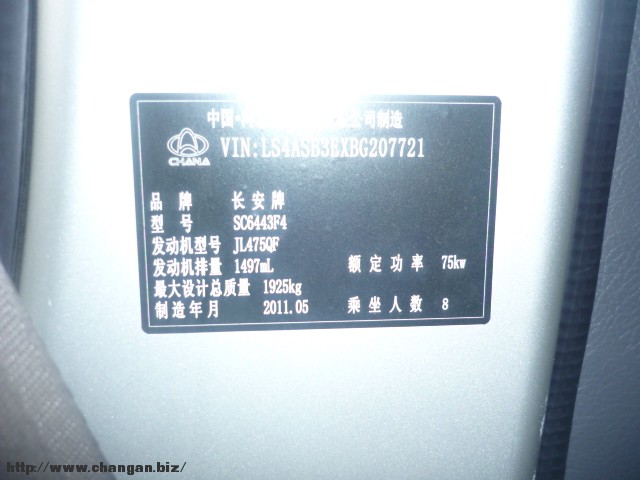 中国·
公司制造
CHANA
VIN:LS4ASB3EXBG207721
品牌 长安牌
型号 SC6443F4
发动机型号 JL475QF
发动机排量 1497mL 额定功率 75kw
最大设计总质量 1925kg
制造年月 2011.05 乘坐人数 8
http://www.changan.biz/